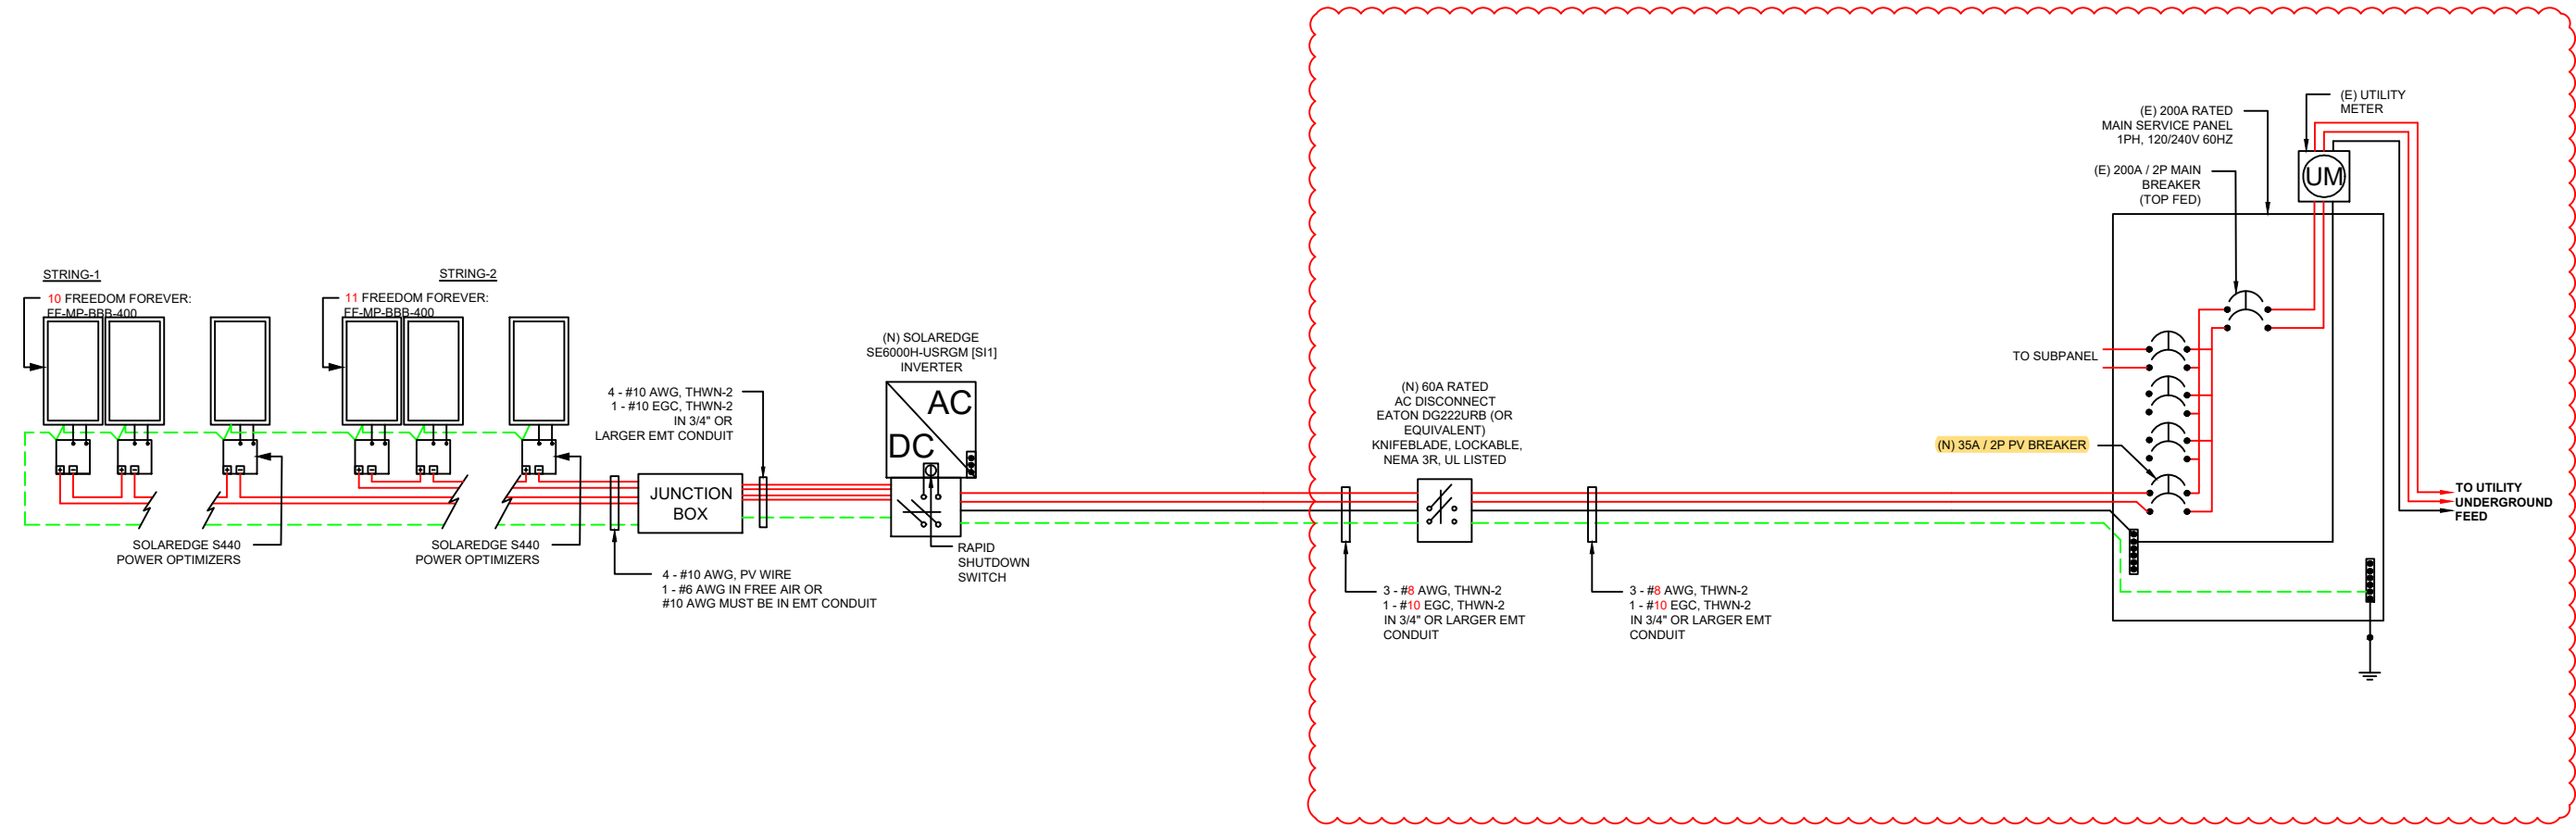 STRING-1
10 FREEDOM FOREVER:
FF-MP-BBB-400
STRING-2
11 FREEDOM FOREVER:
FF-MP-BBB-400
SOLAREDGE S440
POWER OPTIMIZERS
SOLAREDGE S440
POWER OPTIMIZERS
4 - #10 AWG, THWN-2
1 - #10 EGC, THWN-2
IN 3/4" OR
LARGER EMT CONDUIT
JUNCTION
BOX
4 - #10 AWG, PV WIRE
1 - #6 AWG IN FREE AIR OR
#10 AWG MUST BE IN EMT CONDUIT
(N) SOLAREDGE
SE6000H-USRGM [SI1]
INVERTER
AC
DC
RAPID
SHUTDOWN
SWITCH
(N) 60A RATED
AC DISCONNECT
EATON DG222URB (OR
EQUIVALENT)
KNIFEBLADE, LOCKABLE,
NEMA 3R, UL LISTED
3 - #8 AWG, THWN-2
1 - #10 EGC, THWN-2
IN 3/4" OR LARGER EMT
CONDUIT
3 - #8 AWG, THWN-2
1 - #10 EGC, THWN-2
IN 3/4" OR LARGER EMT
CONDUIT
(E) UTILITY
METER
(E) 200A RATED
MAIN SERVICE PANEL
1PH, 120/240V 60HZ
(E) 200A / 2P MAIN
BREAKER
(TOP FED)
UM
TO SUBPANEL
(N) 35A / 2P PV BREAKER
TO UTILITY
UNDERGROUND
FEED